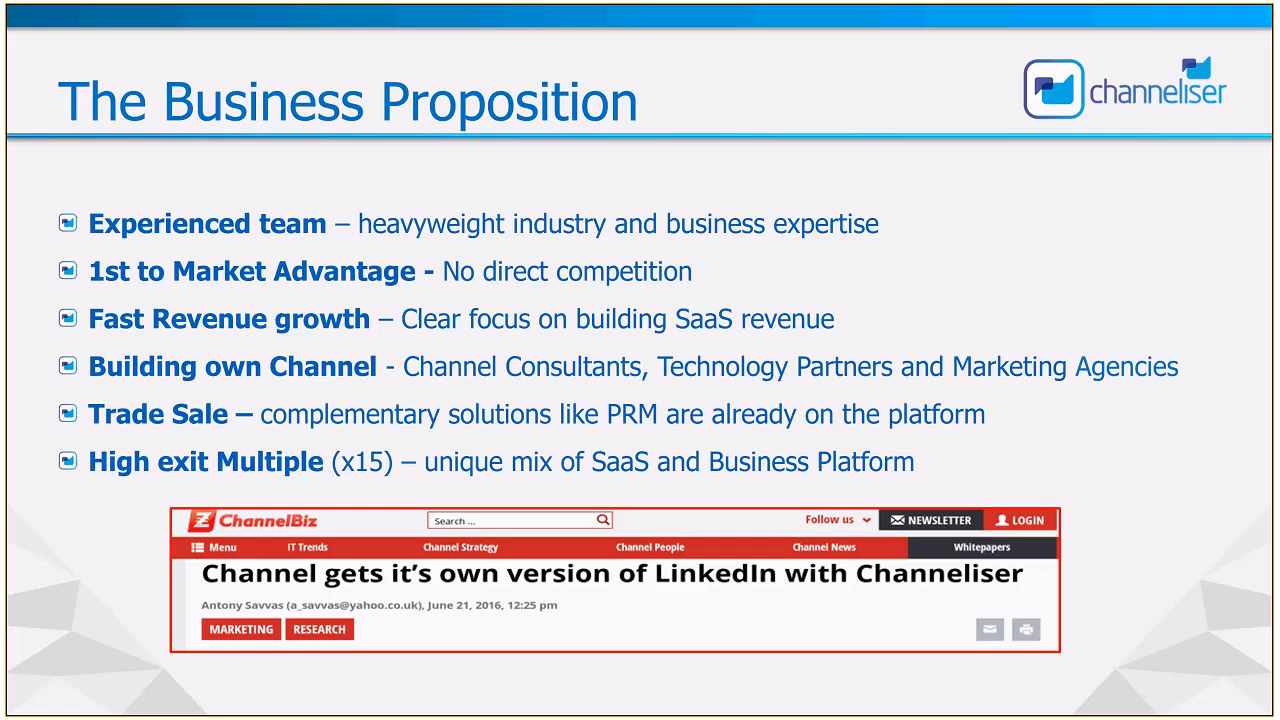 The Business Proposition
channeliser
Experienced team – heavyweight industry and business expertise
1st to Market Advantage - No direct competition
Fast Revenue growth – Clear focus on building SaaS revenue
Building own Channel - Channel Consultants, Technology Partners and Marketing Agencies
Trade Sale – complementary solutions like PRM are already on the platform
High exit Multiple (x15) – unique mix of SaaS and Business Platform
Z ChannelBiz Search ... Follow us NEWSLETTER LOGIN
Menu IT Trends Channel Strategy Channel People Channel News Whitepapers
Channel gets it's own version of LinkedIn with Channeliser
Antony Savvas (a_savvas@yahoo.co.uk), June 21, 2016, 12:25 pm
MARKETING RESEARCH